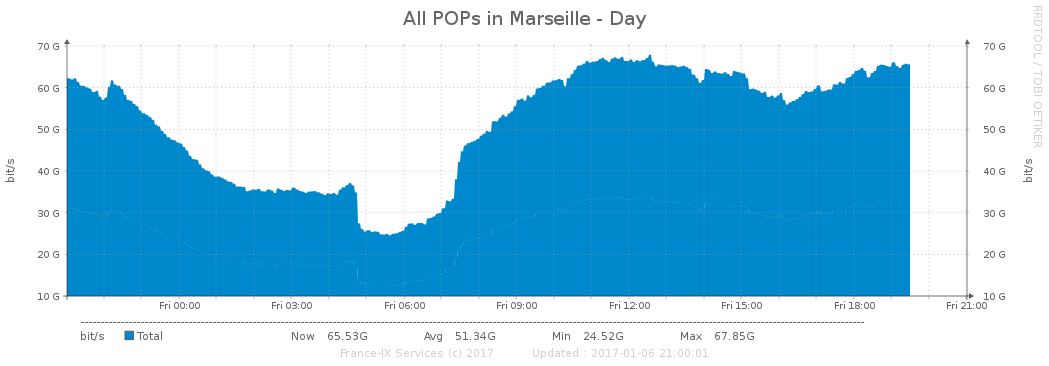 All POPs in Marseille - Day
RRDTOOL / TOBI OETIKER
70 G 70 G
60 G 60 G
50 G 50 G
40 G 40 G
30 G 30 G
20 G 20 G
10 G 10 G
bit/s bit/s
Fri 00:00 Fri 03:00 Fri 06:00 Fri 09:00 Fri 12:00 Fri 15:00 Fri 18:00 Fri 21:00
bit/s Total Now 65.53G Avg 51.34G Min 24.52G Max 67.85G
France-IX Services (c) 2017 Updated : 2017-01-06 21:00:01